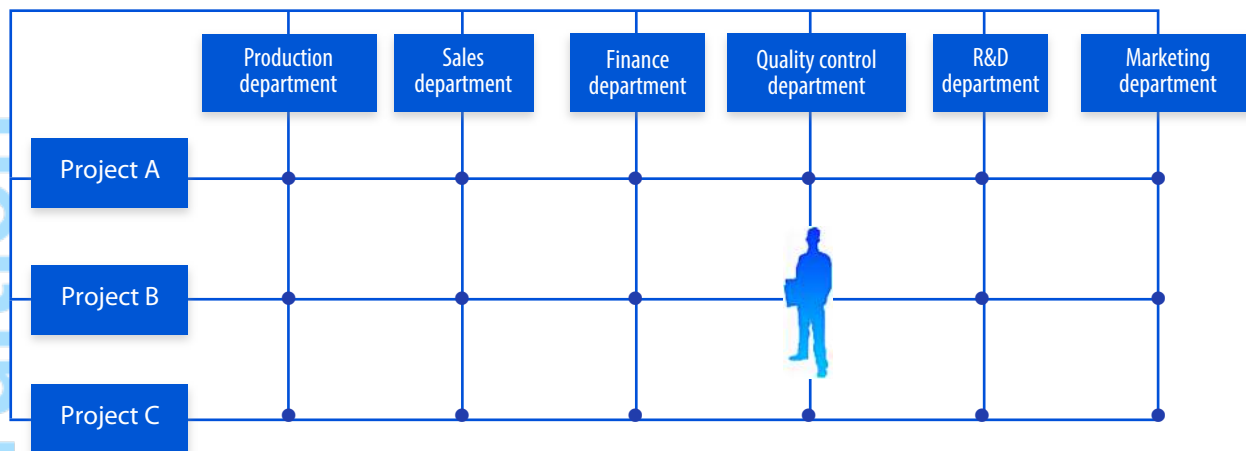 Production
department
Sales
department
Finance
department
Quality control
department
R&D
department
Marketing
department
Project A
Project B
Project C